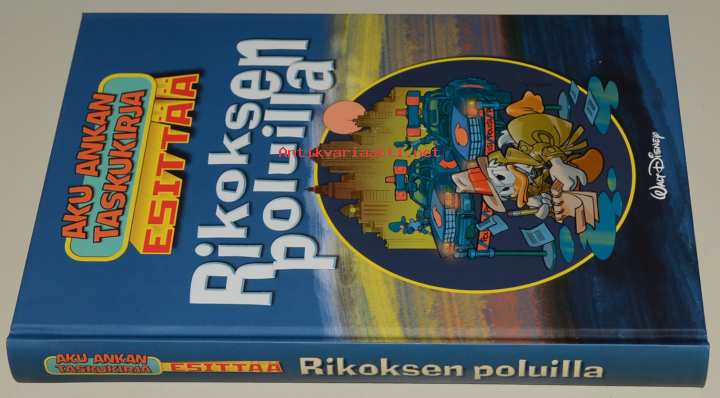 AKU ANKAN
TASKUKIRJA
ESITTÄÄ
Rikoksen
poluilla
Antikvariaatti.net
WALT DISNEY
AKU ANKAN
TASKUKIRJA
ESITTÄÄ
Rikoksen poluilla